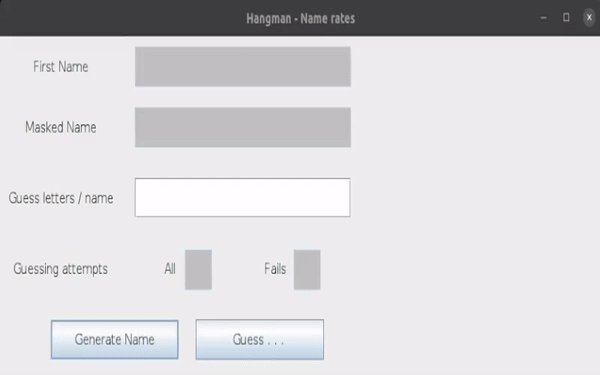 Hangman - Name rates
First Name
Masked Name
Guess letters / name
Guessing attempts All Fails
Generate Name Guess . . .